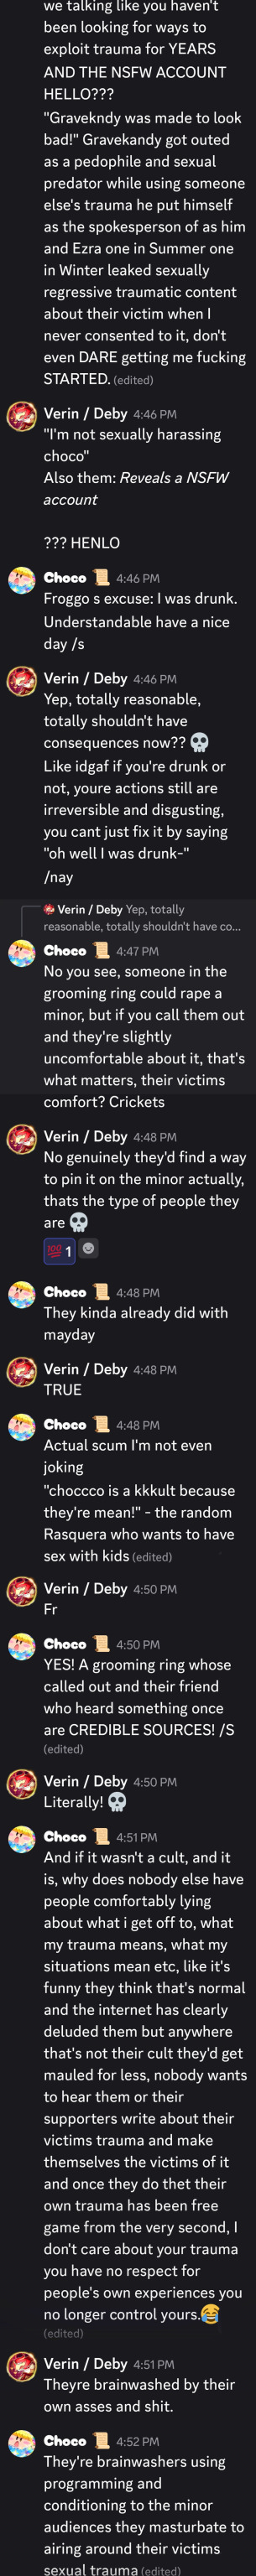 we talking like you haven't
been looking for ways to
exploit trauma for YEARS
AND THE NSFW ACCOUNT
HELLO???
"Gravekndy was made to look
bad!" Gravekandy got outed
as a pedophile and sexual
predator while using someone
else's trauma he put himself
as the spokesperson of as him
and Ezra one in Summer one
in Winter leaked sexually
regressive traumatic content
about their victim when I
never consented to it, don't
even DARE getting me fucking
STARTED. (edited)
Verin / Deby 4:46 PM
"I'm not sexually harassing
choco"
Also them: Reveals a NSFW
account
??? HENLO
Choco 📜 4:46 PM
Froggo s excuse: I was drunk.
Understandable have a nice
day /s
Verin / Deby 4:46 PM
Yep, totally reasonable,
totally shouldn't have
consequences now?? 💀
Like idgaf if you're drunk or
not, youre actions still are
irreversible and disgusting,
you cant just fix it by saying
"oh well I was drunk-"
/nay
Verin / Deby Yep, totally
reasonable, totally shouldn't have co...
Choco 📜 4:47 PM
No you see, someone in the
grooming ring could rape a
minor, but if you call them out
and they're slightly
uncomfortable about it, that's
what matters, their victims
comfort? Crickets
Verin / Deby 4:48 PM
No genuinely they'd find a way
to pin it on the minor actually,
thats the type of people they
are 💀
💯 1
Choco 📜 4:48 PM
They kinda already did with
mayday
Verin / Deby 4:48 PM
TRUE
Choco 📜 4:48 PM
Actual scum I'm not even
joking
"choccco is a kkkult because
they're mean!" - the random
Rasquera who wants to have
sex with kids (edited)
Verin / Deby 4:50 PM
Fr
Choco 📜 4:50 PM
YES! A grooming ring whose
called out and their friend
who heard something once
are CREDIBLE SOURCES! /S
(edited)
Verin / Deby 4:50 PM
Literally! 💀
Choco 📜 4:51 PM
And if it wasn't a cult, and it
is, why does nobody else have
people comfortably lying
about what i get off to, what
my trauma means, what my
situations mean etc, like it's
funny they think that's normal
and the internet has clearly
deluded them but anywhere
that's not their cult they'd get
mauled for less, nobody wants
to hear them or their
supporters write about their
victims trauma and make
themselves the victims of it
and once they do thet their
own trauma has been free
game from the very second, I
don't care about your trauma
you have no respect for
people's own experiences you
no longer control yours.😂
(edited)
Verin / Deby 4:51 PM
Theyre brainwashed by their
own asses and shit.
Choco 📜 4:52 PM
They're brainwashers using
programming and
conditioning to the minor
audiences they masturbate to
airing around their victims
sexual trauma (edited)